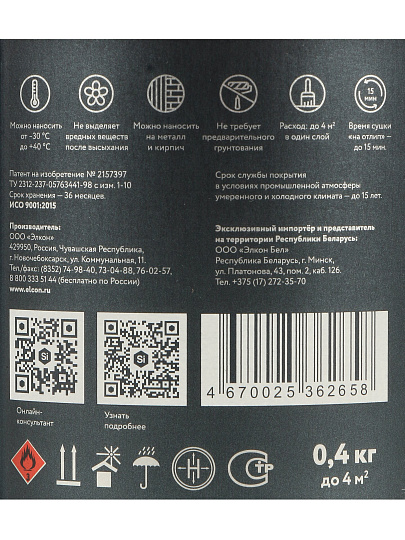 15
МИН
Можно наносить
от -30 °C
до +40 °C
Не выделяет
вредных веществ
после высыхания
Можно наносить
на металл
и кирпич
Не требует
предварительного
грунтования
Расход: до 4 м²
в один слой
Время сушки
«на отлип» -
до 15 мин.
Патент на изобретение № 2157397
ТУ 2312-237-05763441-98 с изм. 1-10
Срок хранения — 36 месяцев.
ИСО 9001:2015
Срок службы покрытия
в условиях промышленной атмосферы
умеренного и холодного климата — до 15 лет.
Производитель:
ООО «Элкон»
429950, Россия, Чувашская Республика,
г. Новочебоксарск, ул. Коммунальная, 11.
Тел/факс: (8352) 74-98-40, 73-04-88, 76-02-57,
8 800 333 51 44 (бесплатно по России)
www.elcon.ru
Эксклюзивный импортёр и представитель
на территории Республики Беларусь:
ООО «Элкон Бел»
Республика Беларусь, г. Минск,
ул. Платонова, 43, пом. 2, каб. 126.
Тел. +375 (17) 272-35-70
Si
Si
4 670025 362658
Онлайн-
консультант
Узнать
подробнее
Н
СТР
0,4 кг
до 4 м²